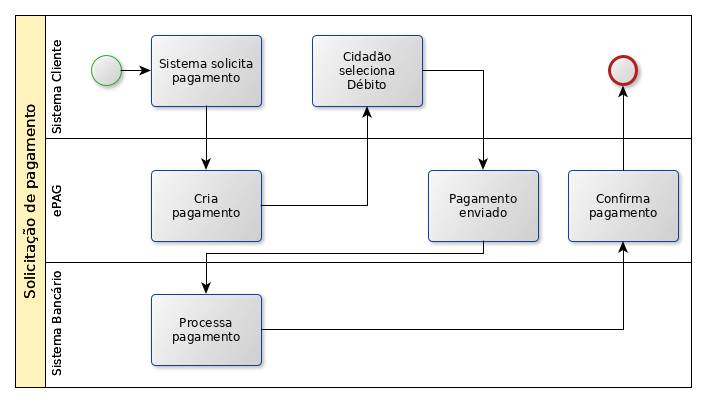 Solicitação de pagamento
Sistema Cliente
Sistema solicita
pagamento
Cidadão
seleciona
Débito
ePAG
Cria
pagamento
Pagamento
enviado
Confirma
pagamento
Sistema Bancário
Processa
pagamento